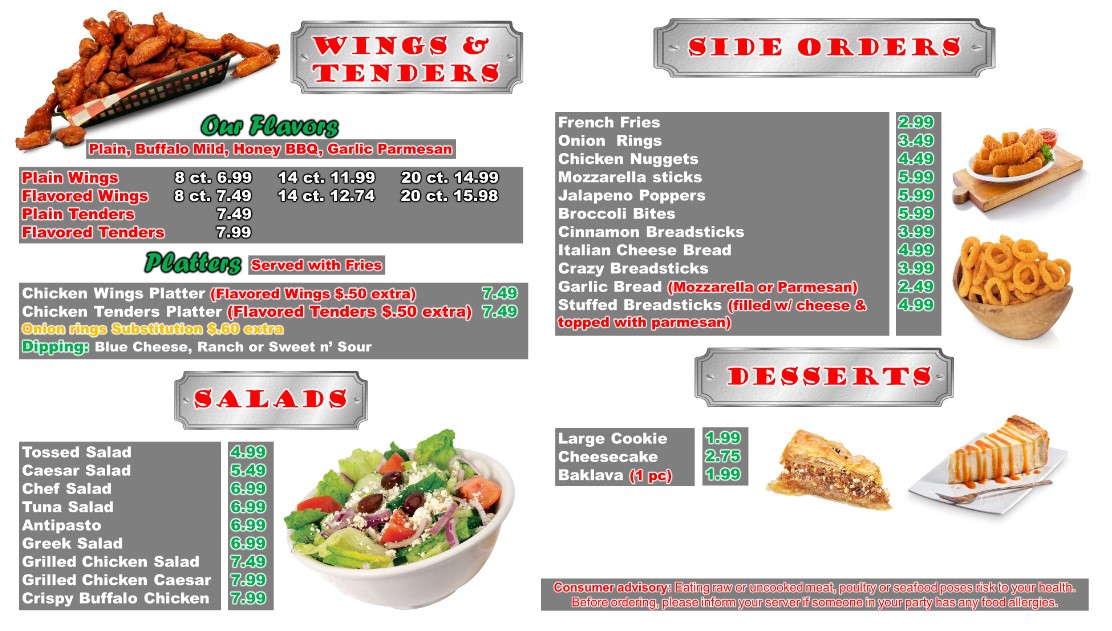 WINGS &
TENDERS
Our Flavors
Plain, Buffalo Mild, Honey BBQ, Garlic Parmesan
Plain Wings 8 ct. 6.99 14 ct. 11.99 20 ct. 14.99
Flavored Wings 8 ct. 7.49 14 ct. 12.74 20 ct. 15.98
Plain Tenders 7.49
Flavored Tenders 7.99
Platters Served with Fries
Chicken Wings Platter (Flavored Wings $.50 extra) 7.49
Chicken Tenders Platter (Flavored Tenders $.50 extra) 7.49
Onion rings Substitution $.60 extra
Dipping: Blue Cheese, Ranch or Sweet n' Sour
SALADS
Tossed Salad 4.99
Caesar Salad 5.49
Chef Salad 6.99
Tuna Salad 6.99
Antipasto 6.99
Greek Salad 6.99
Grilled Chicken Salad 7.49
Grilled Chicken Caesar 7.99
Crispy Buffalo Chicken 7.99
SIDE ORDERS
French Fries 2.99
Onion Rings 3.49
Chicken Nuggets 4.49
Mozzarella sticks 5.99
Jalapeno Poppers 5.99
Broccoli Bites 5.99
Cinnamon Breadsticks 3.99
Italian Cheese Bread 4.99
Crazy Breadsticks 3.99
Garlic Bread (Mozzarella or Parmesan) 2.49
Stuffed Breadsticks (filled w/ cheese & 4.99
topped with parmesan)
DESSERTS
Large Cookie 1.99
Cheesecake 2.75
Baklava (1 pc) 1.99
Consumer advisory: Eating raw or uncooked meat, poultry or seafood poses risk to your health.
Before ordering, please inform your server if someone in your party has any food allergies.